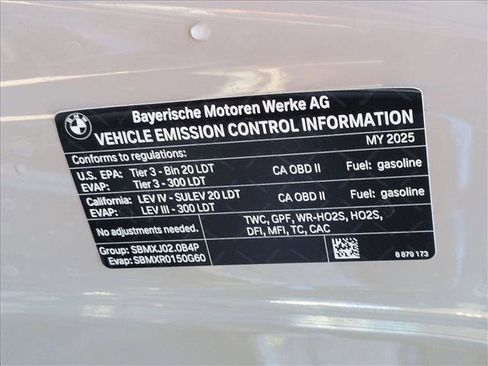 BMW
Bayerische Motoren Werke AG
VEHICLE EMISSION CONTROL INFORMATION
Conforms to regulations: MY 2025
U.S. EPA: Tier 3 - Bin 20 LDT CA OBD II Fuel: gasoline
EVAP: Tier 3 - 300 LDT
California: LEV IV - SULEV 20 LDT CA OBD II Fuel: gasoline
EVAP: LEV III - 300 LDT
No adjustments needed. TWC, GPF, WR-HO2S, HO2S,
DFI, MFI, TC, CAC
Group: SBMXJ02.0B4P
Evap: SBMXR0150G60
8 879 173